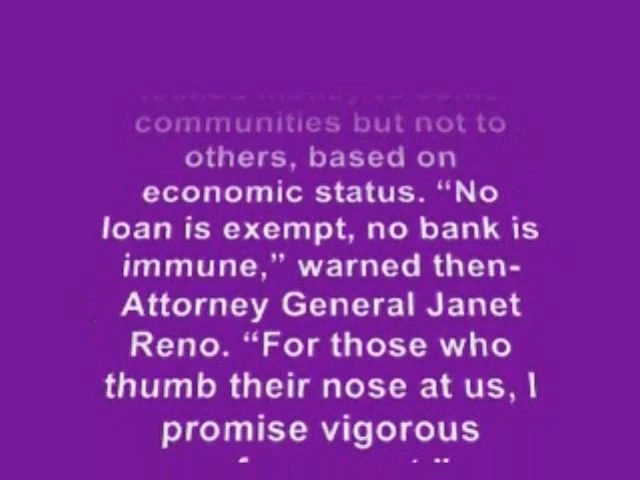 communities but not to
others, based on
economic status. “No
loan is exempt, no bank is
immune,” warned then-
Attorney General Janet
Reno. “For those who
thumb their nose at us, I
promise vigorous